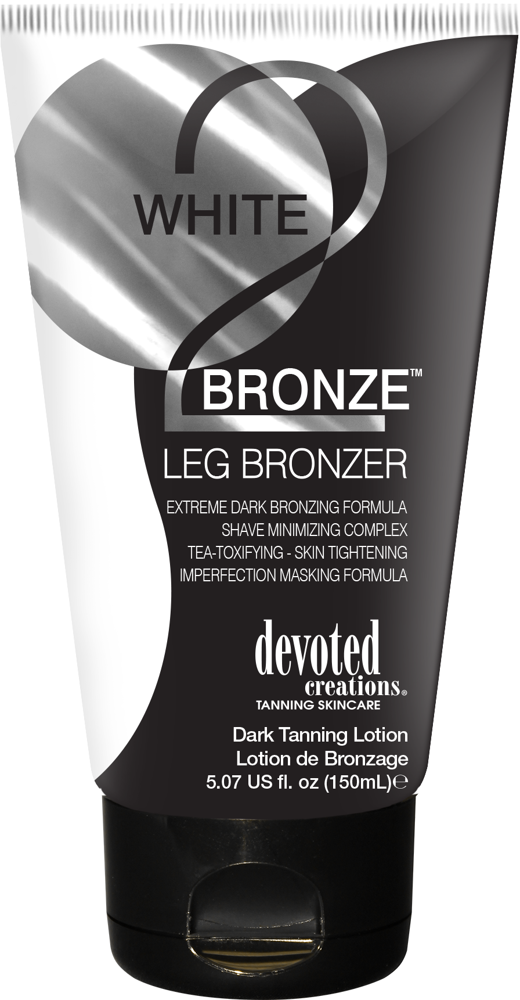 WHITE
2
BRONZE™
LEG BRONZER
EXTREME DARK BRONZING FORMULA
SHAVE MINIMIZING COMPLEX
TEA-TOXIFYING - SKIN TIGHTENING
IMPERFECTION MASKING FORMULA
devoted
creations®
TANNING SKINCARE
Dark Tanning Lotion
Lotion de Bronzage
5.07 US fl. oz (150mL)℮